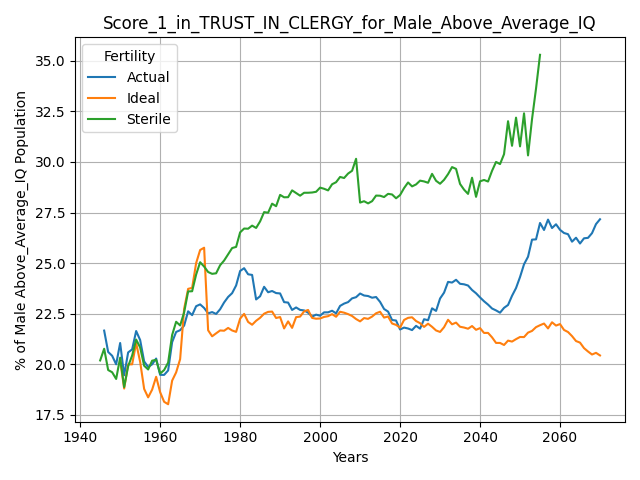 Score_1_in_TRUST_IN_CLERGY_for_Male_Above_Average_IQ
% of Male Above_Average_IQ Population
35.0
32.5
30.0
27.5
25.0
22.5
20.0
17.5
Fertility
Actual
Ideal
Sterile
1940 1960 1980 2000 2020 2040 2060
Years